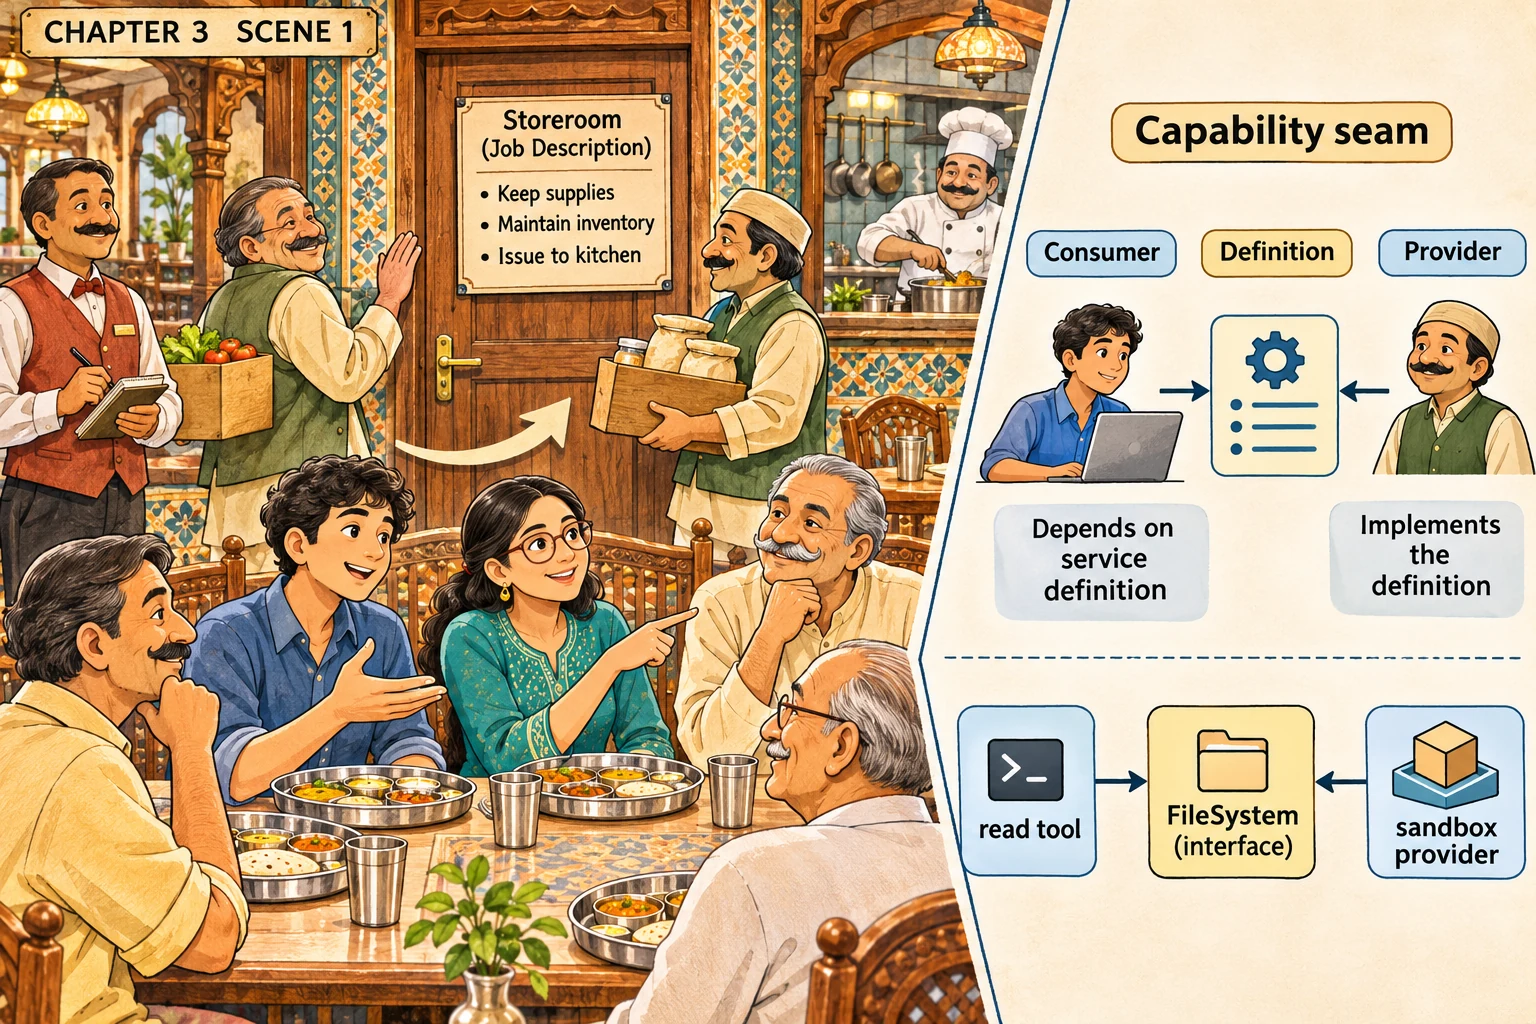 CHAPTER 3 SCENE 1
Storeroom
(Job Description)
• Keep supplies
• Maintain inventory
• Issue to kitchen
Capability seam
Consumer
Definition
Provider
Depends on
service
definition
Implements
the
definition
>_
read tool
FileSystem
(interface)
sandbox
provider